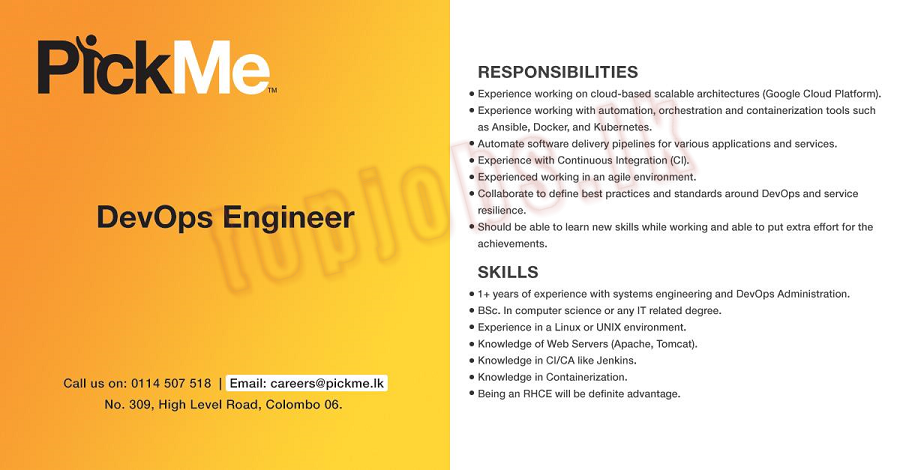 PickMe™
DevOps Engineer
Call us on: 0114 507 518 | Email: careers@pickme.lk
No. 309, High Level Road, Colombo 06.
RESPONSIBILITIES
• Experience working on cloud-based scalable architectures (Google Cloud Platform).
• Experience working with automation, orchestration and containerization tools such
as Ansible, Docker, and Kubernetes.
• Automate software delivery pipelines for various applications and services.
• Experience with Continuous Integration (CI).
• Experienced working in an agile environment.
• Collaborate to define best practices and standards around DevOps and service
resilience.
• Should be able to learn new skills while working and able to put extra effort for the
achievements.
SKILLS
• 1+ years of experience with systems engineering and DevOps Administration.
• BSc. In computer science or any IT related degree.
• Experience in a Linux or UNIX environment.
• Knowledge of Web Servers (Apache, Tomcat).
• Knowledge in CI/CA like Jenkins.
• Knowledge in Containerization.
• Being an RHCE will be definite advantage.
Topjobs.lk